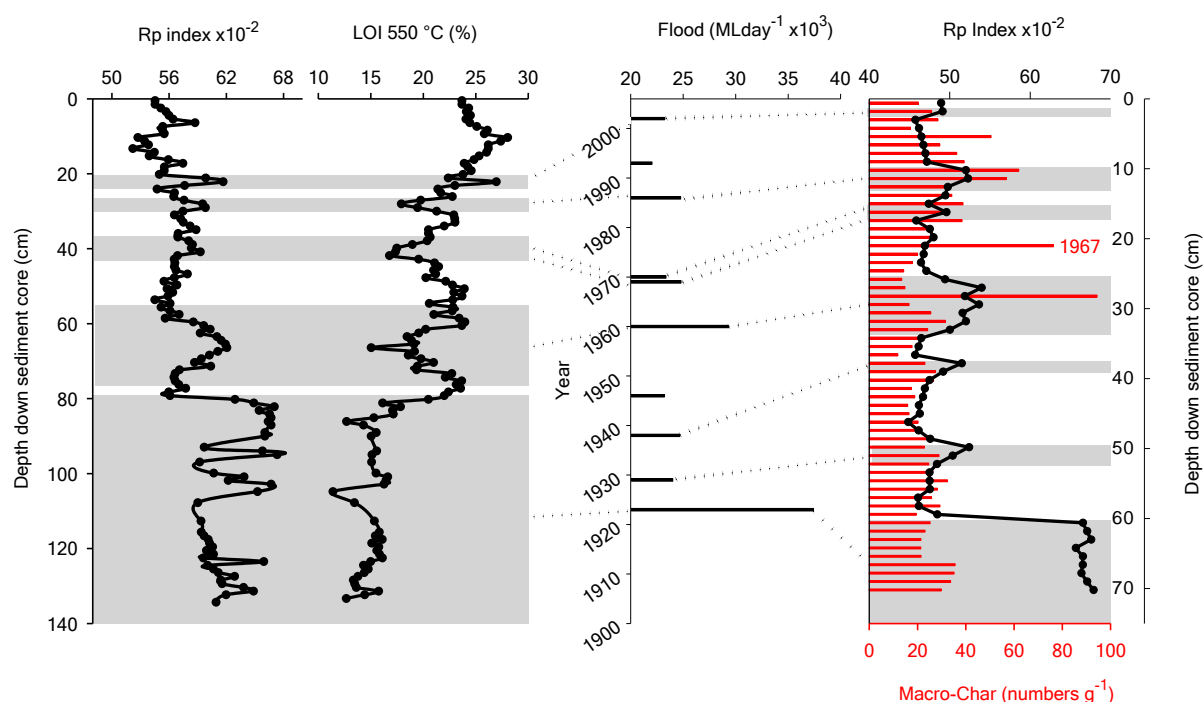 Rp index x10-2
LOI 550 °C (%)
Flood (MLday-1 x103)
Rp Index x10-2
50 56 62 68
10 15 20 25 30
20 25 30 35 40
40 50 60 70
0
20
40
60
80
100
120
140
Depth down sediment core (cm)
2000
1990
1980
1970
1960
1950
1940
1930
1920
1910
1900
Year
1967
0
10
20
30
40
50
60
70
Depth down sediment core (cm)
0 20 40 60 80 100
Macro-Char (numbers g-1)